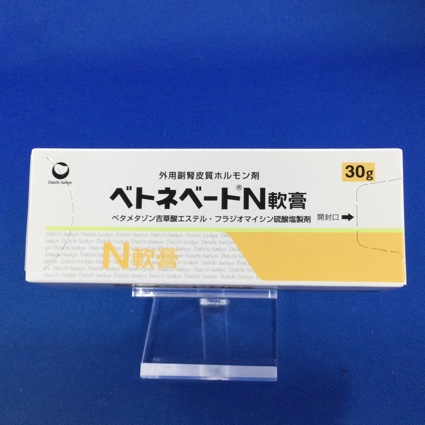 外用副腎皮質ホルモン剤
30g
Daiichi-Sankyo
ベトネベート®N軟膏
ベタメタゾン吉草酸エステル・フラジオマイシン硫酸塩製剤
開封口 →
N軟膏